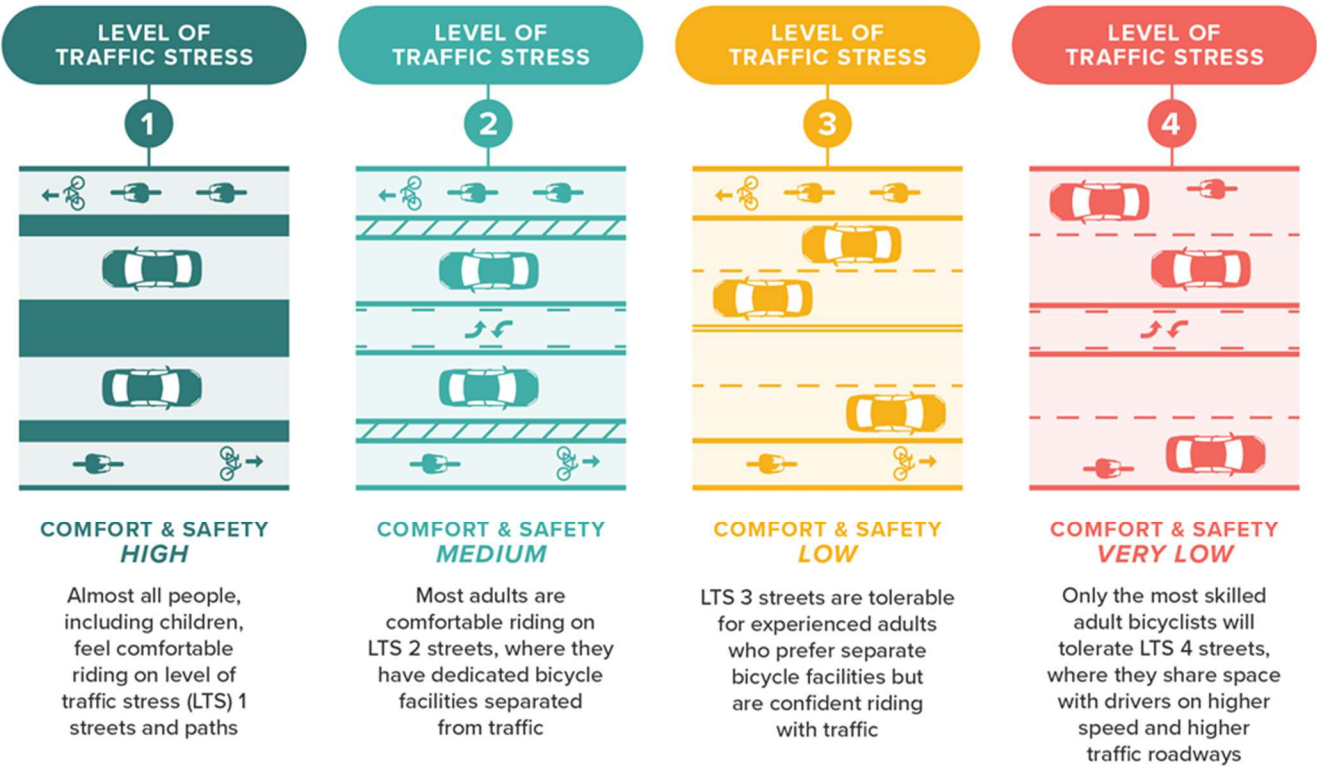 LEVEL OF
TRAFFIC STRESS
1
COMFORT & SAFETY
HIGH
Almost all people,
including children,
feel comfortable
riding on level of
traffic stress (LTS) 1
streets and paths
LEVEL OF
TRAFFIC STRESS
2
COMFORT & SAFETY
MEDIUM
Most adults are
comfortable riding on
LTS 2 streets, where they
have dedicated bicycle
facilities separated
from traffic
LEVEL OF
TRAFFIC STRESS
3
COMFORT & SAFETY
LOW
LTS 3 streets are tolerable
for experienced adults
who prefer separate
bicycle facilities but
are confident riding
with traffic
LEVEL OF
TRAFFIC STRESS
4
COMFORT & SAFETY
VERY LOW
Only the most skilled
adult bicyclists will
tolerate LTS 4 streets,
where they share space
with drivers on higher
speed and higher
traffic roadways